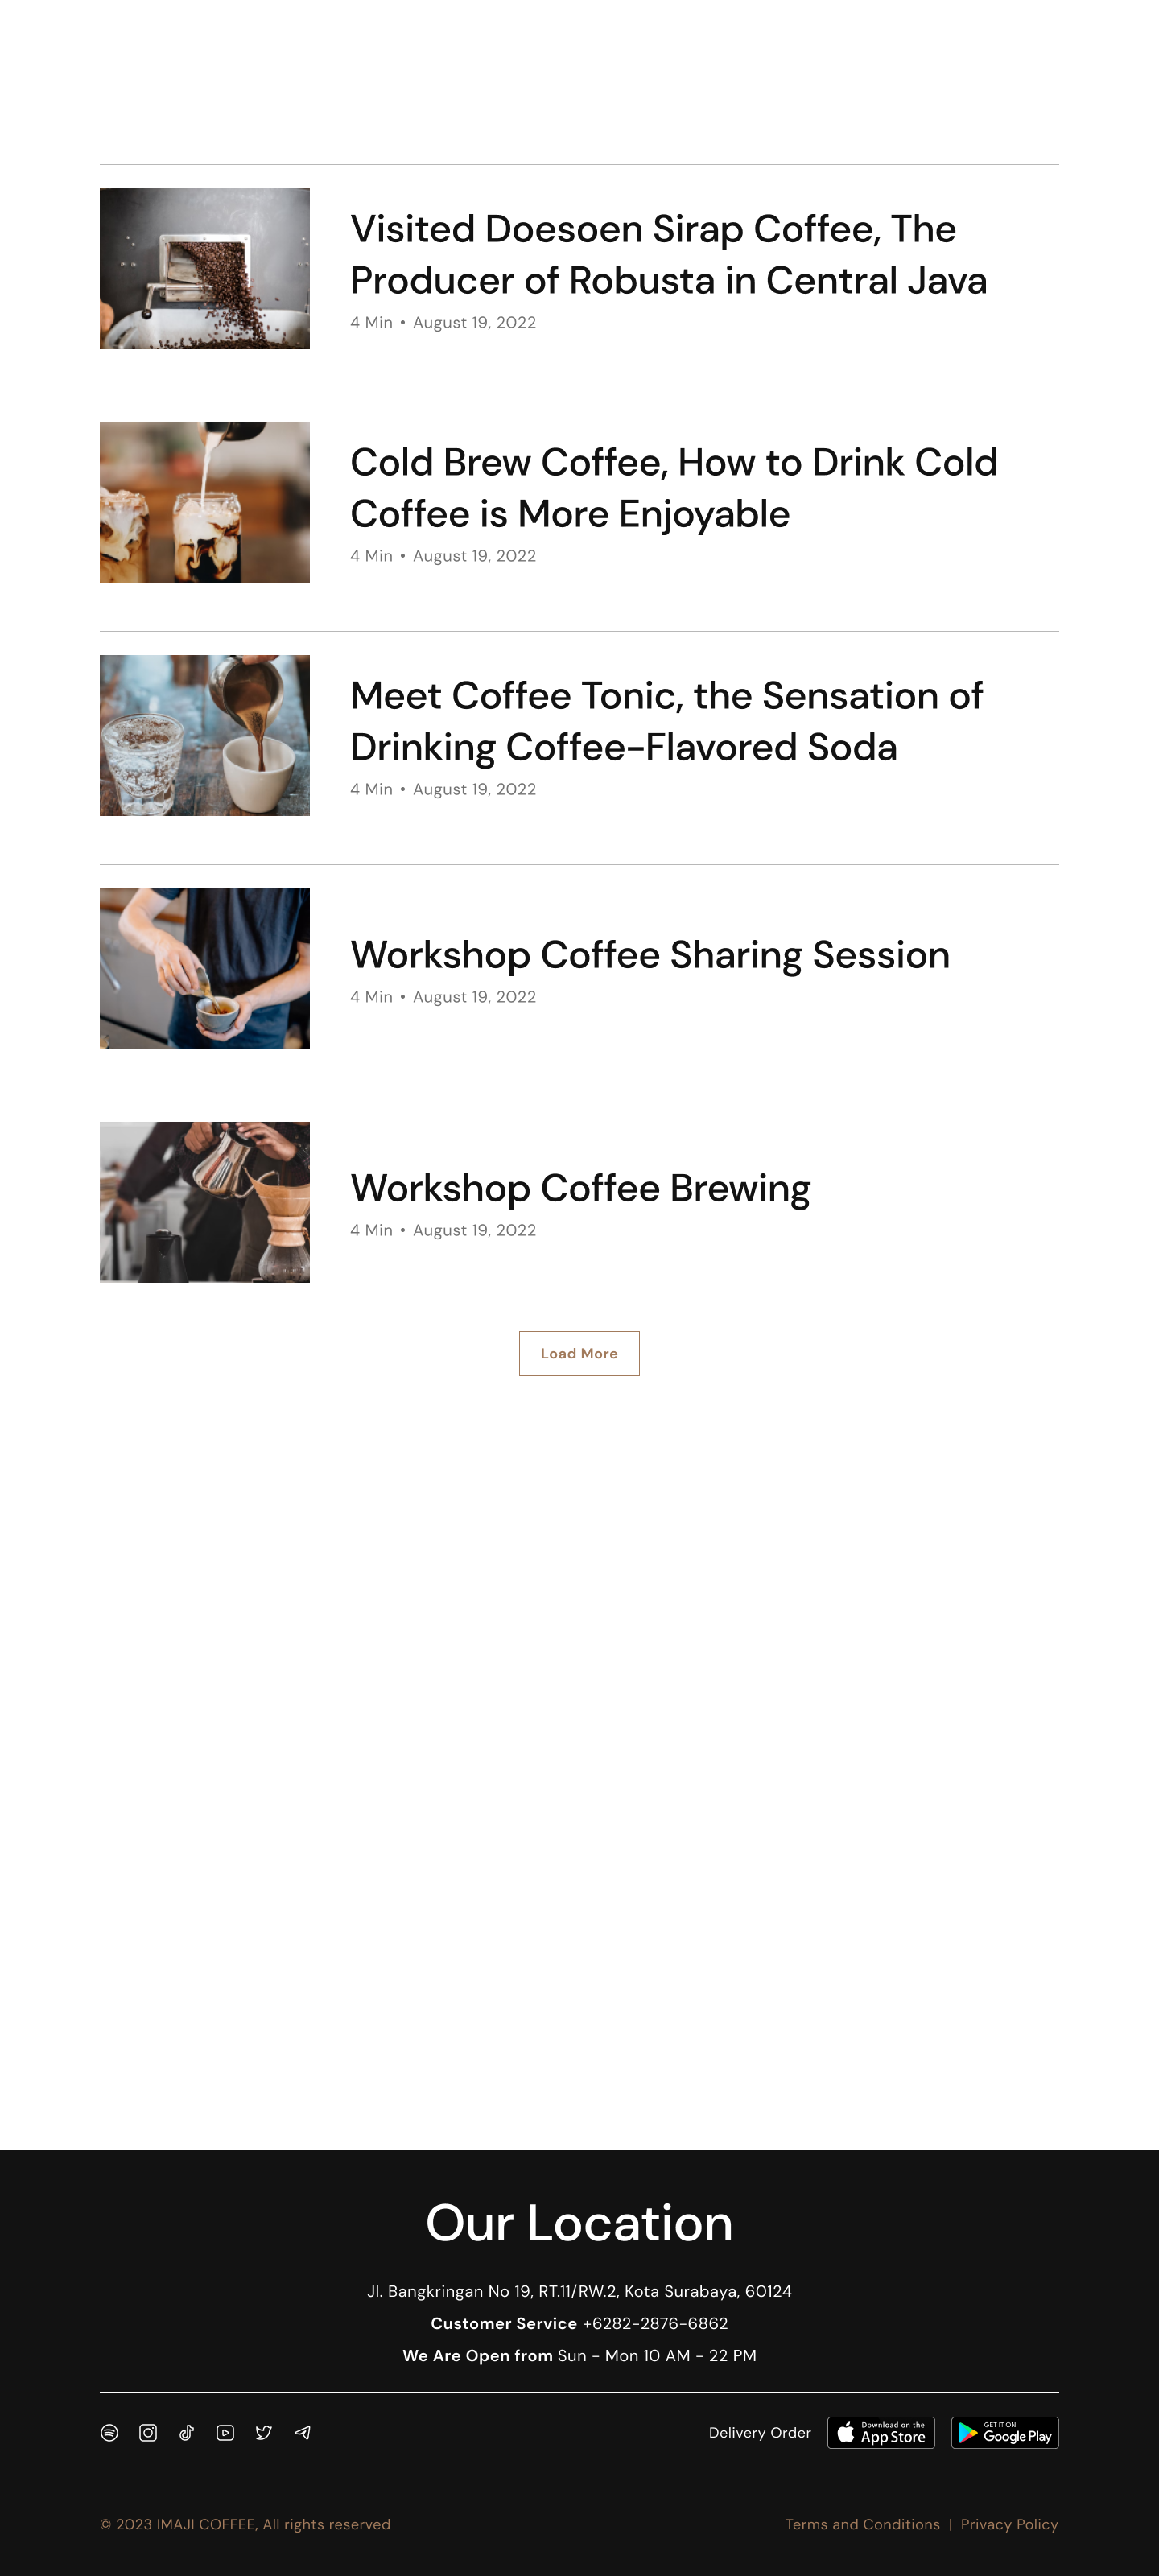 Visited Doesoen Sirap Coffee, The
Producer of Robusta in Central Java
4 Min • August 19, 2022
Cold Brew Coffee, How to Drink Cold
Coffee is More Enjoyable
4 Min • August 19, 2022
Meet Coffee Tonic, the Sensation of
Drinking Coffee-Flavored Soda
4 Min • August 19, 2022
Workshop Coffee Sharing Session
4 Min • August 19, 2022
Workshop Coffee Brewing
4 Min • August 19, 2022
Load More
Our Location
Jl. Bangkringan No 19, RT.11/RW.2, Kota Surabaya, 60124
Customer Service +6282-2876-6862
We Are Open from Sun - Mon 10 AM - 22 PM
Delivery Order
Download on the
App Store
GET IT ON
Google Play
© 2023 IMAJI COFFEE, All rights reserved
Terms and Conditions | Privacy Policy